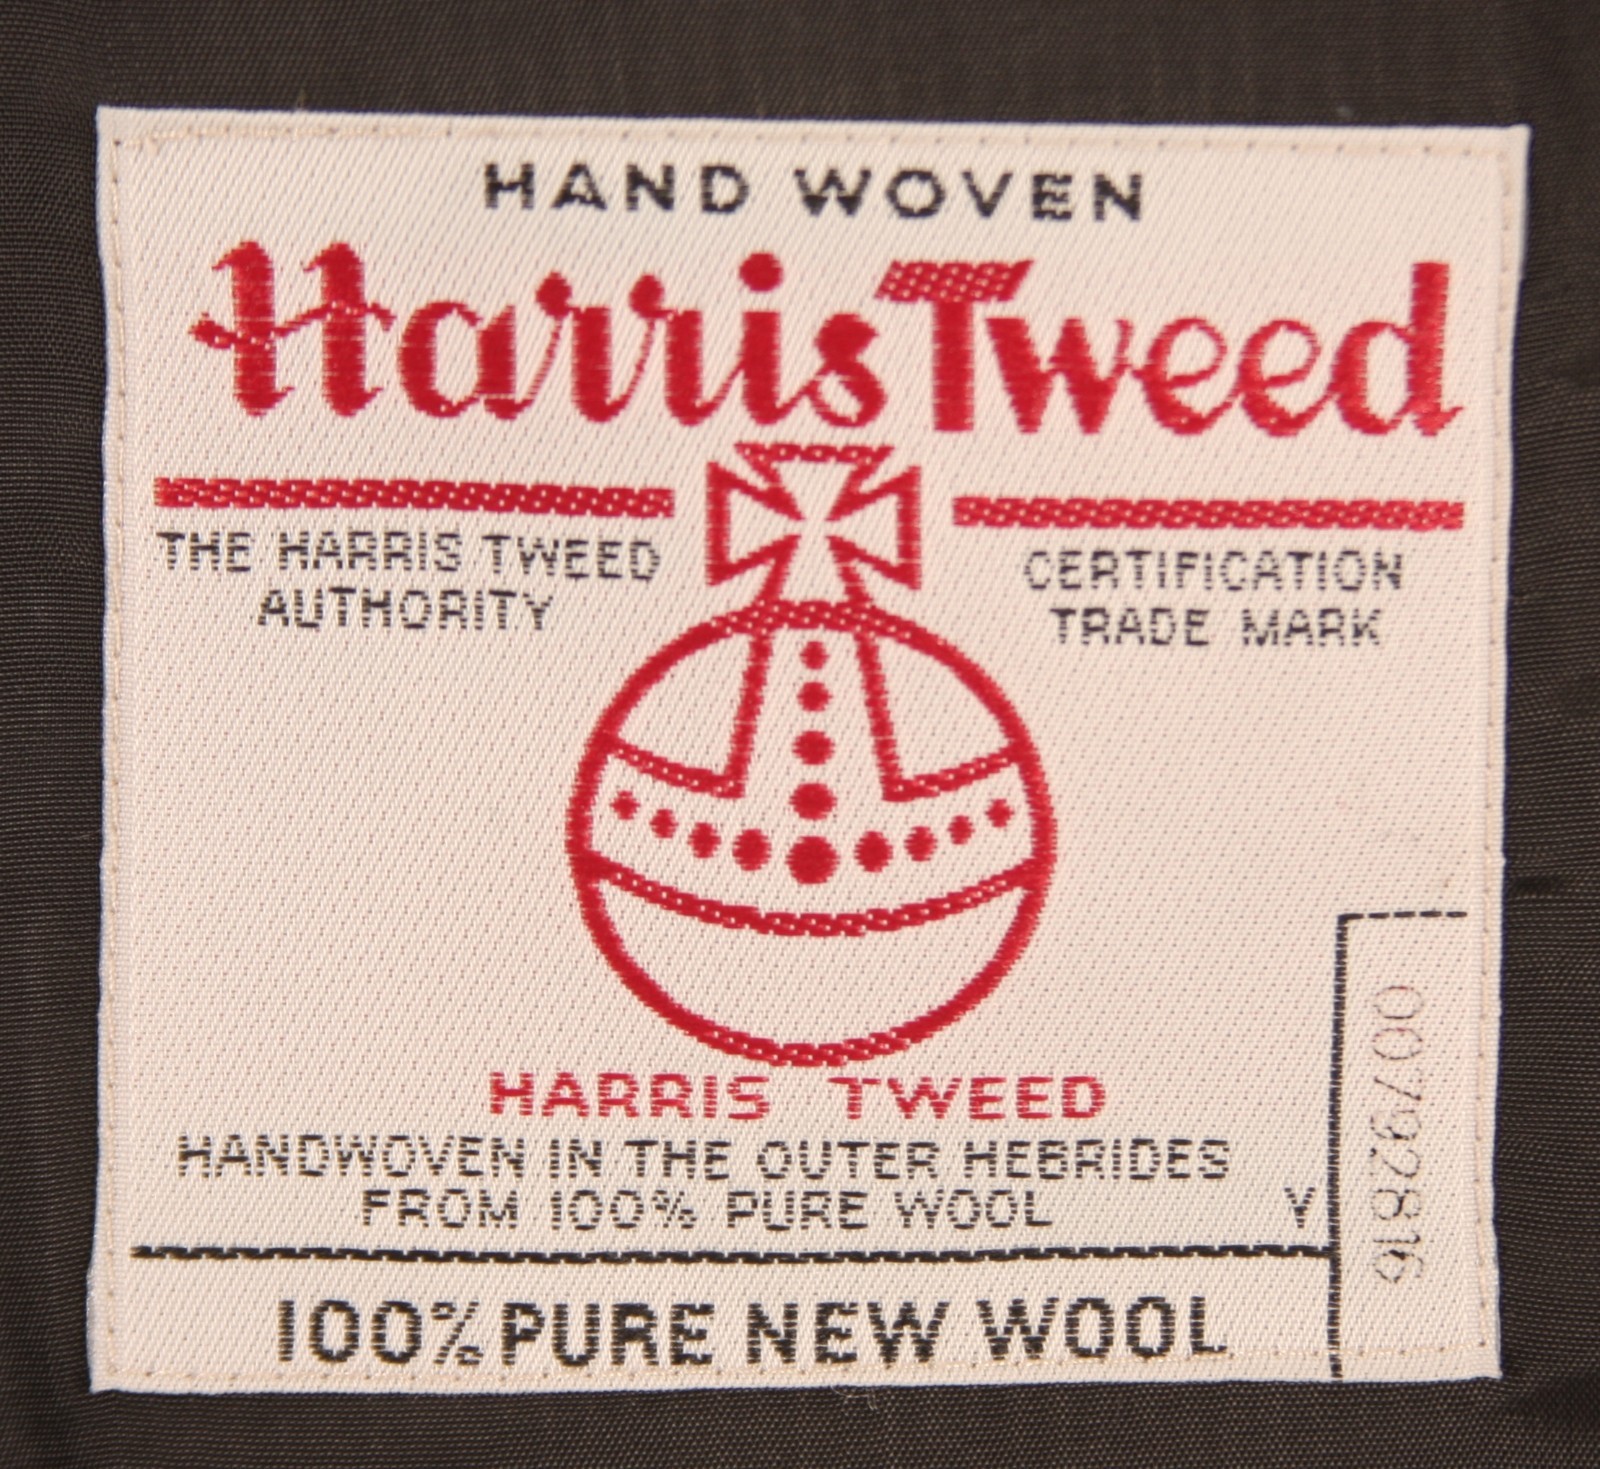 HAND WOVEN
Harris Tweed
THE HARRIS TWEED
AUTHORITY
CERTIFICATION
TRADE MARK
HARRIS TWEED
HANDWOVEN IN THE OUTER HEBRIDES
FROM 100% PURE WOOL
Y
100% PURE NEW WOOL
00792816